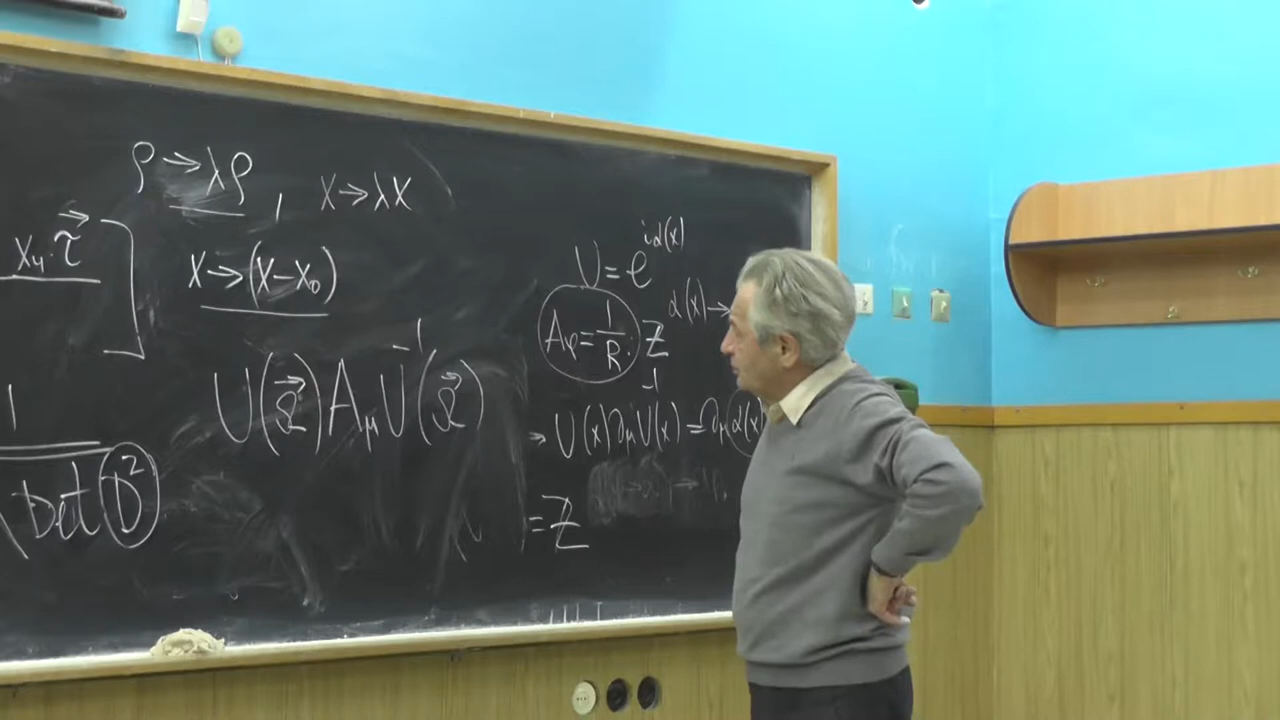 ρ → λρ , x → λx
x₄·τ⃗ ]
x → (x−x₀)
U = e^{iα(x)}
α(x) →
A_φ = 1/R · Z
U(Ω⃗) A_μ U⁻¹(Ω⃗)
→ U(x) ∂_μ U⁻¹(x) = ∂_μ α(x)
1
Det D²
= Z